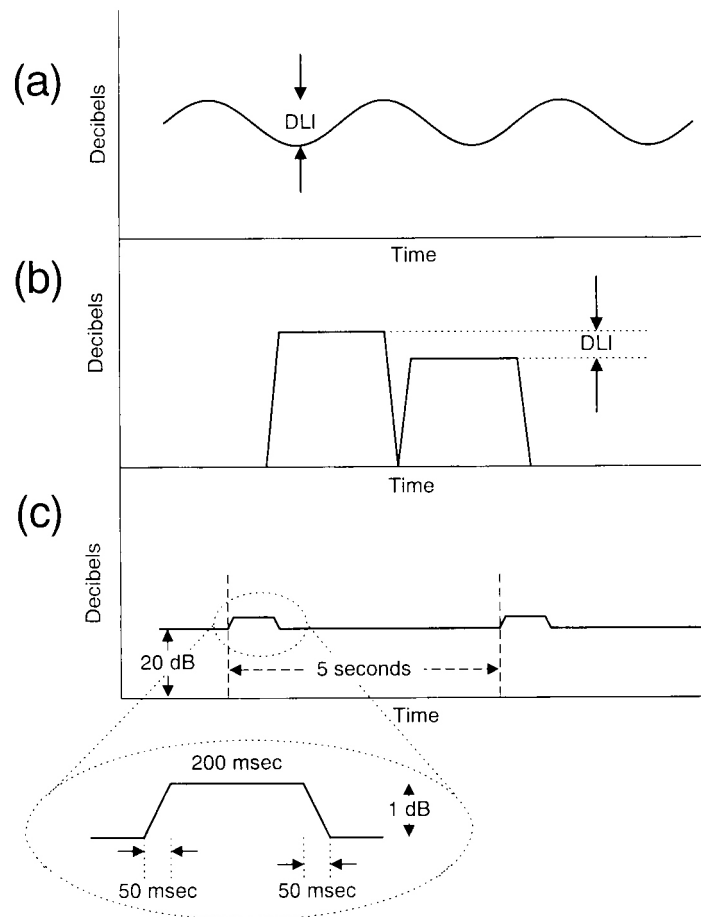 (a)
Decibels
DLI
Time
(b)
Decibels
DLI
Time
(c)
Decibels
20 dB
5 seconds
Time
200 msec
1 dB
50 msec
50 msec